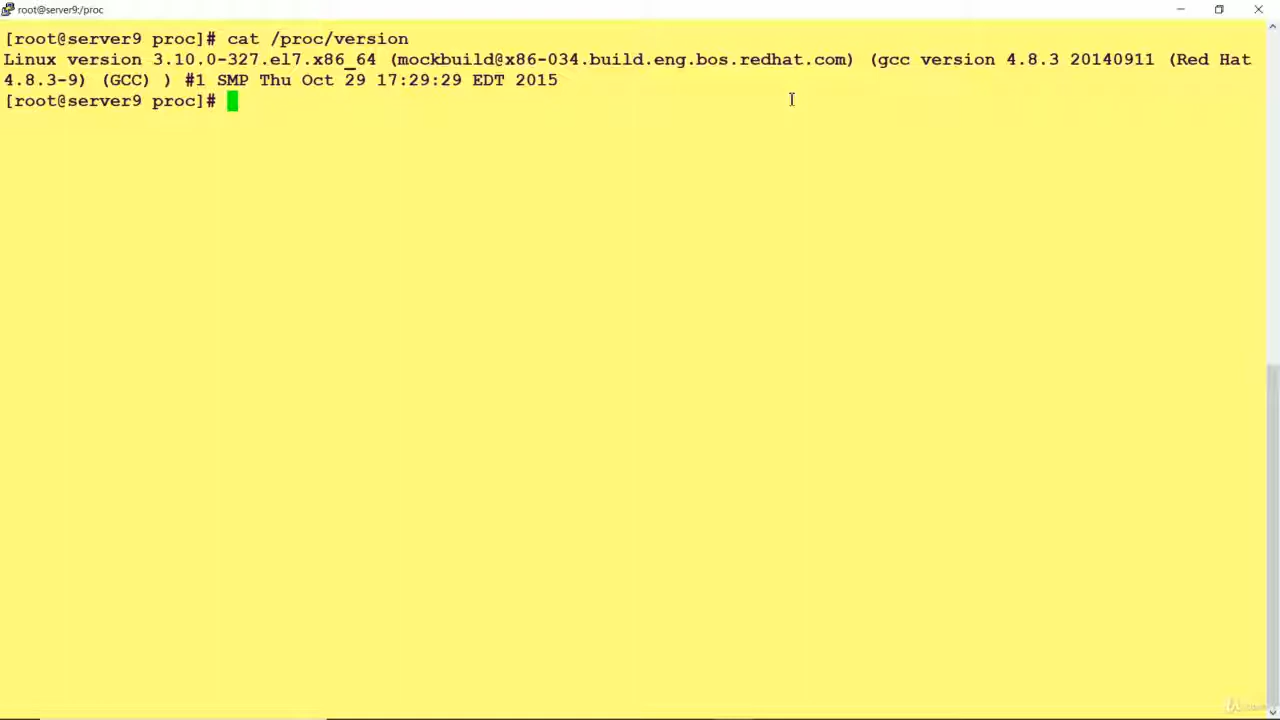 root@server9:/proc
[root@server9 proc]# cat /proc/version
Linux version 3.10.0-327.el7.x86_64 (mockbuild@x86-034.build.eng.bos.redhat.com) (gcc version 4.8.3 20140911 (Red Hat
4.8.3-9) (GCC) ) #1 SMP Thu Oct 29 17:29:29 EDT 2015
[root@server9 proc]#